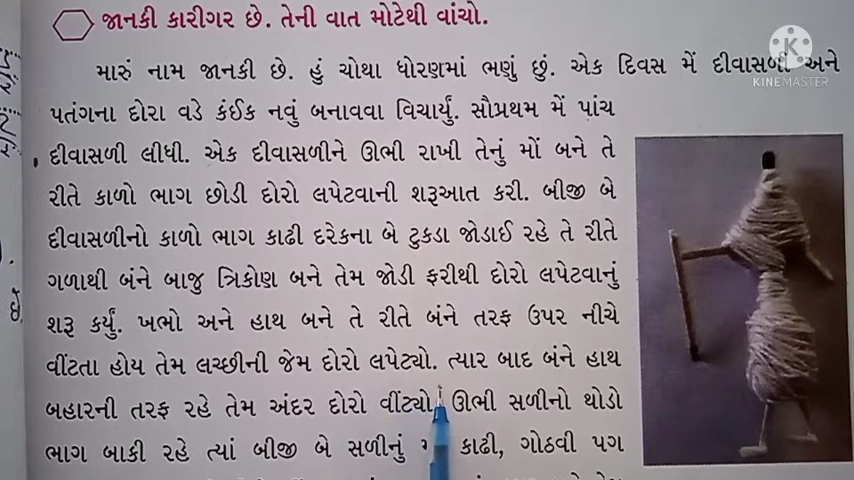 જાનકી કારીગર છે. તેની વાત મોટેથી વાંચો.
મારું નામ જાનકી છે. હું ચોથા ધોરણમાં ભણું છું. એક દિવસ મેં દીવાસળી અને
પતંગના દોરા વડે કંઈક નવું બનાવવા વિચાર્યું. સૌપ્રથમ મેં પાંચ
દીવાસળી લીધી. એક દીવાસળીને ઊભી રાખી તેનું મોં બને તે
રીતે કાળો ભાગ છોડી દોરો લપેટવાની શરૂઆત કરી. બીજી બે
દીવાસળીનો કાળો ભાગ કાઢી દરેકના બે ટુકડા જોડાઈ રહે તે રીતે
ગળાથી બંને બાજુ ત્રિકોણ બને તેમ જોડી ફરીથી દોરો લપેટવાનું
શરૂ કર્યું. ખભો અને હાથ બને તે રીતે બંને તરફ ઉપર નીચે
વીંટતા હોય તેમ લચ્છીની જેમ દોરો લપેટ્યો. ત્યાર બાદ બંને હાથ
બહારની તરફ રહે તેમ અંદર દોરો વીંટ્યો. ઊભી સળીનો થોડો
ભાગ બાકી રહે ત્યાં બીજી બે સળીનું કાઢી, ગોઠવી પગ
KINEMASTER